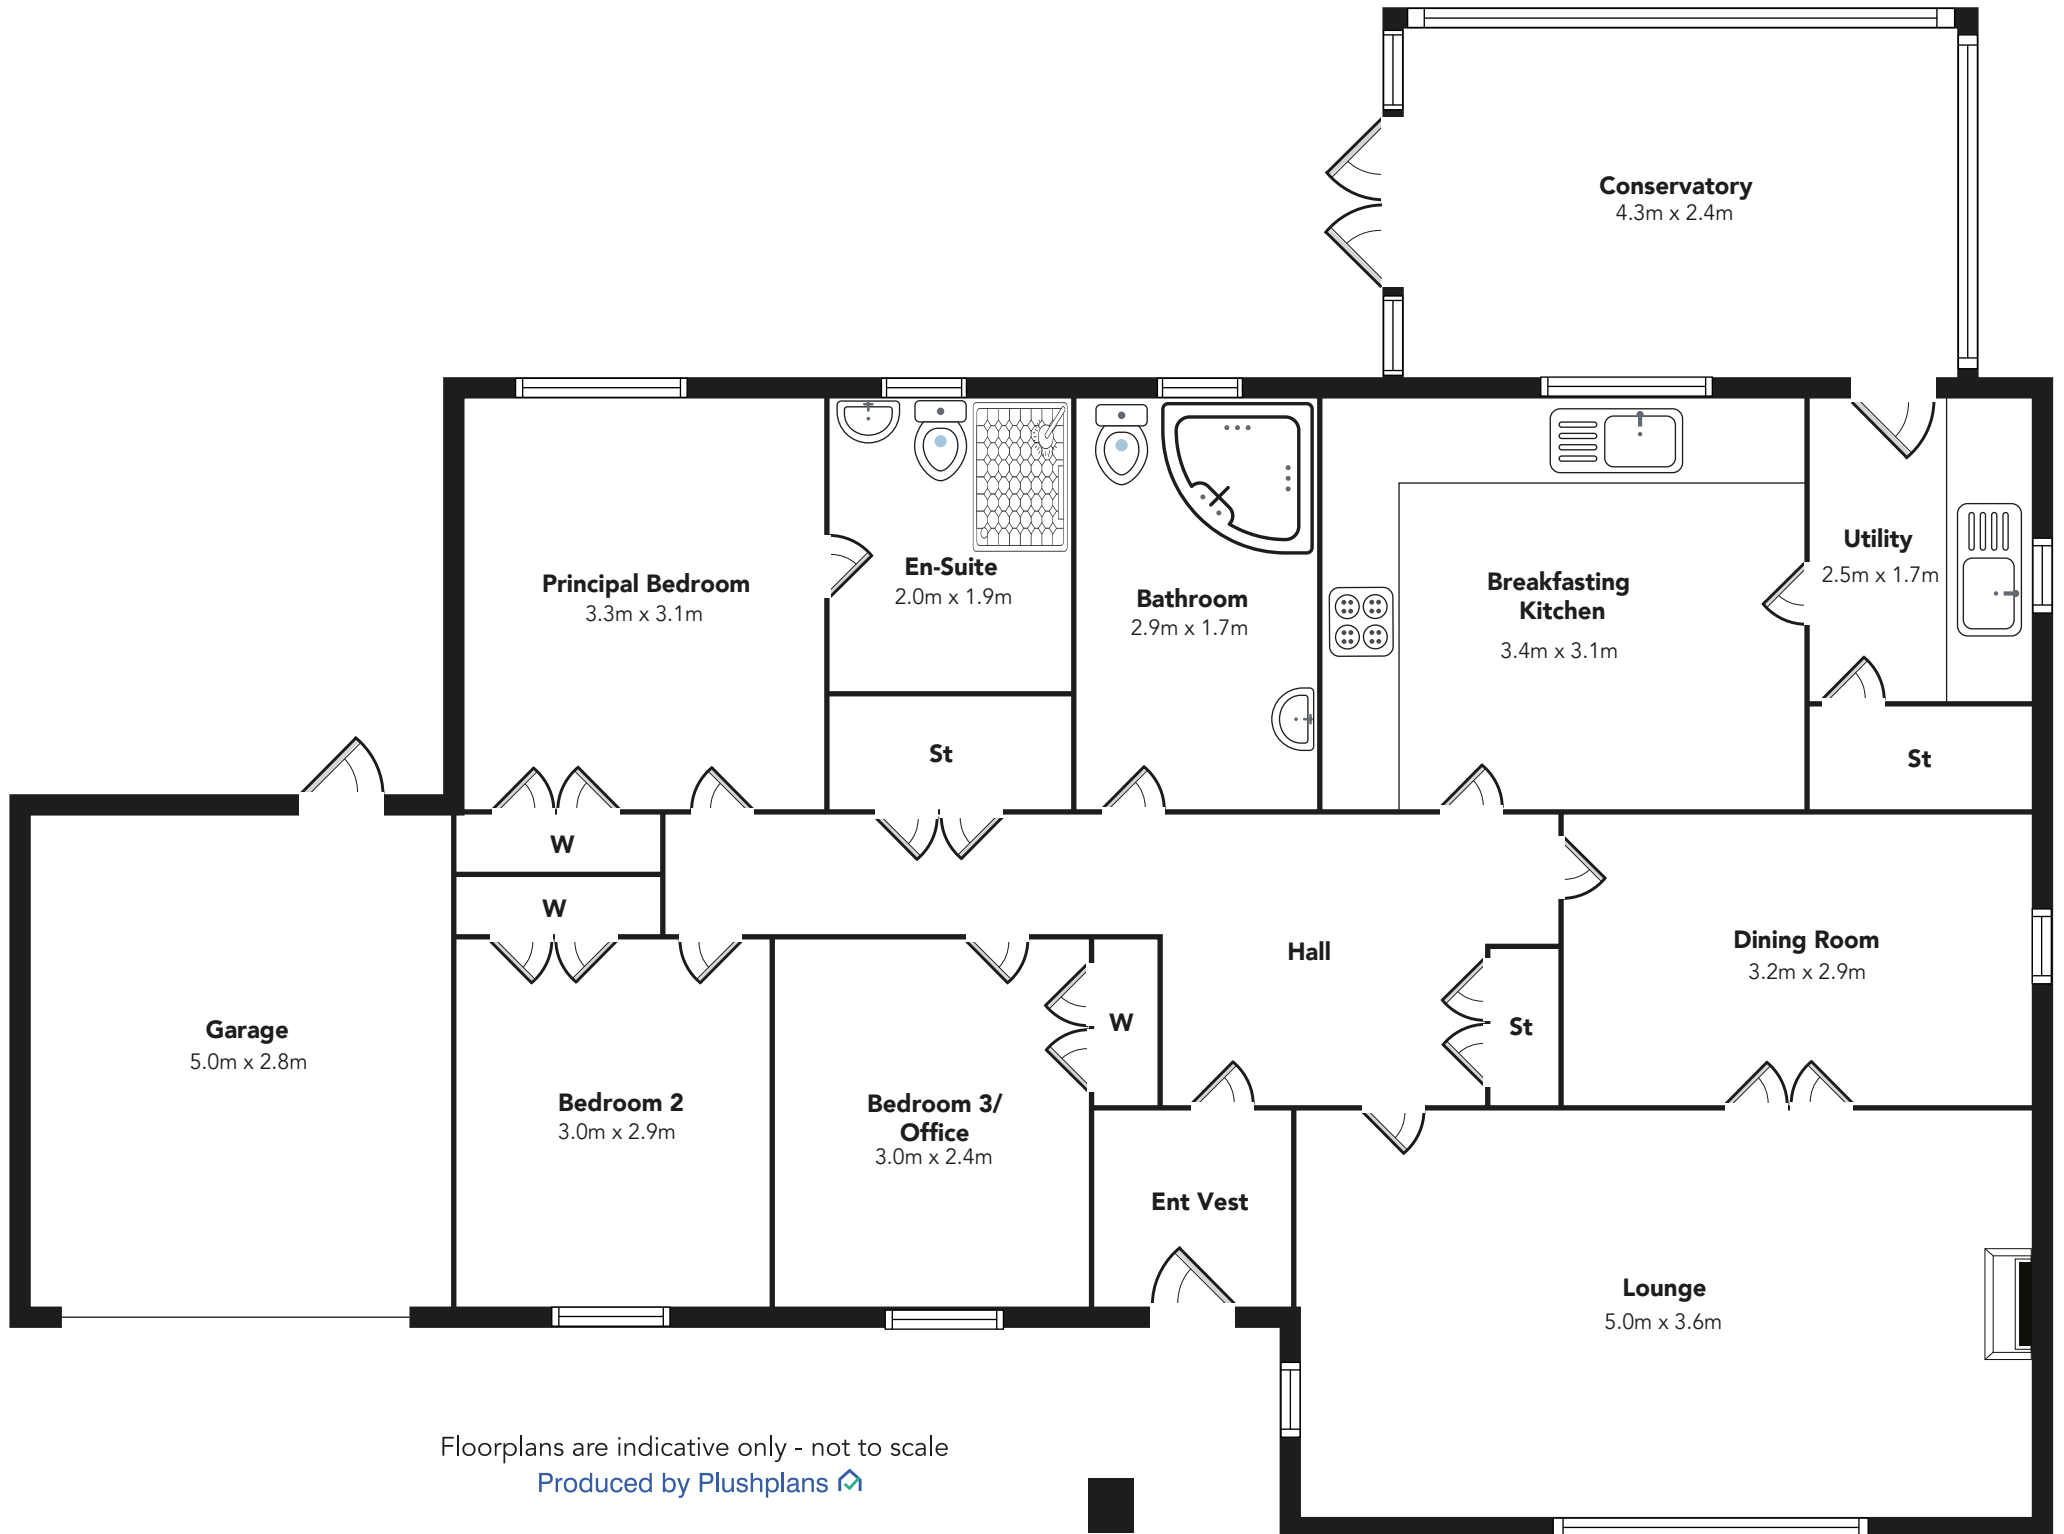 Conservatory
4.3m x 2.4m
Principal Bedroom
3.3m x 3.1m
En-Suite
2.0m x 1.9m
Bathroom
2.9m x 1.7m
Breakfasting
Kitchen
3.4m x 3.1m
Utility
2.5m x 1.7m
St
St
W
W
Hall
Dining Room
3.2m x 2.9m
Garage
5.0m x 2.8m
Bedroom 2
3.0m x 2.9m
Bedroom 3/
Office
3.0m x 2.4m
W
St
Ent Vest
Lounge
5.0m x 3.6m
Floorplans are indicative only - not to scale
Produced by Plushplans